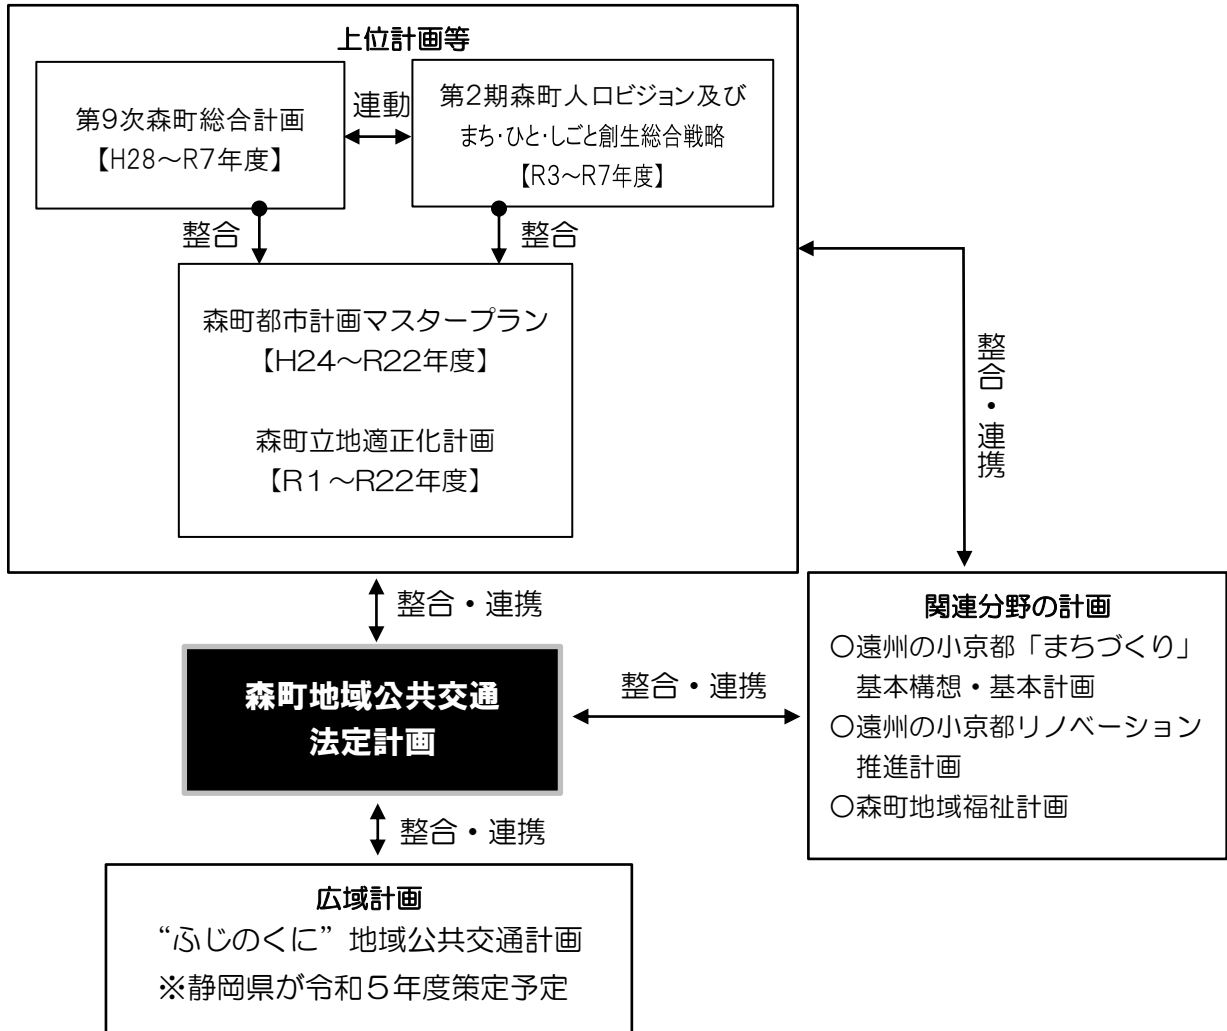 上位計画等
第9次森町総合計画
【H28～R7年度】
連動
第2期森町人口ビジョン及び
まち・ひと・しごと創生総合戦略
【R3～R7年度】
整合
整合
森町都市計画マスタープラン
【H24～R22年度】
森町立地適正化計画
【R１～R22年度】
整合・連携
整合・連携
森町地域公共交通
法定計画
整合・連携
関連分野の計画
○遠州の小京都「まちづくり」
基本構想・基本計画
○遠州の小京都リノベーション
推進計画
○森町地域福祉計画
整合・連携
広域計画
“ふじのくに”地域公共交通計画
※静岡県が令和５年度策定予定